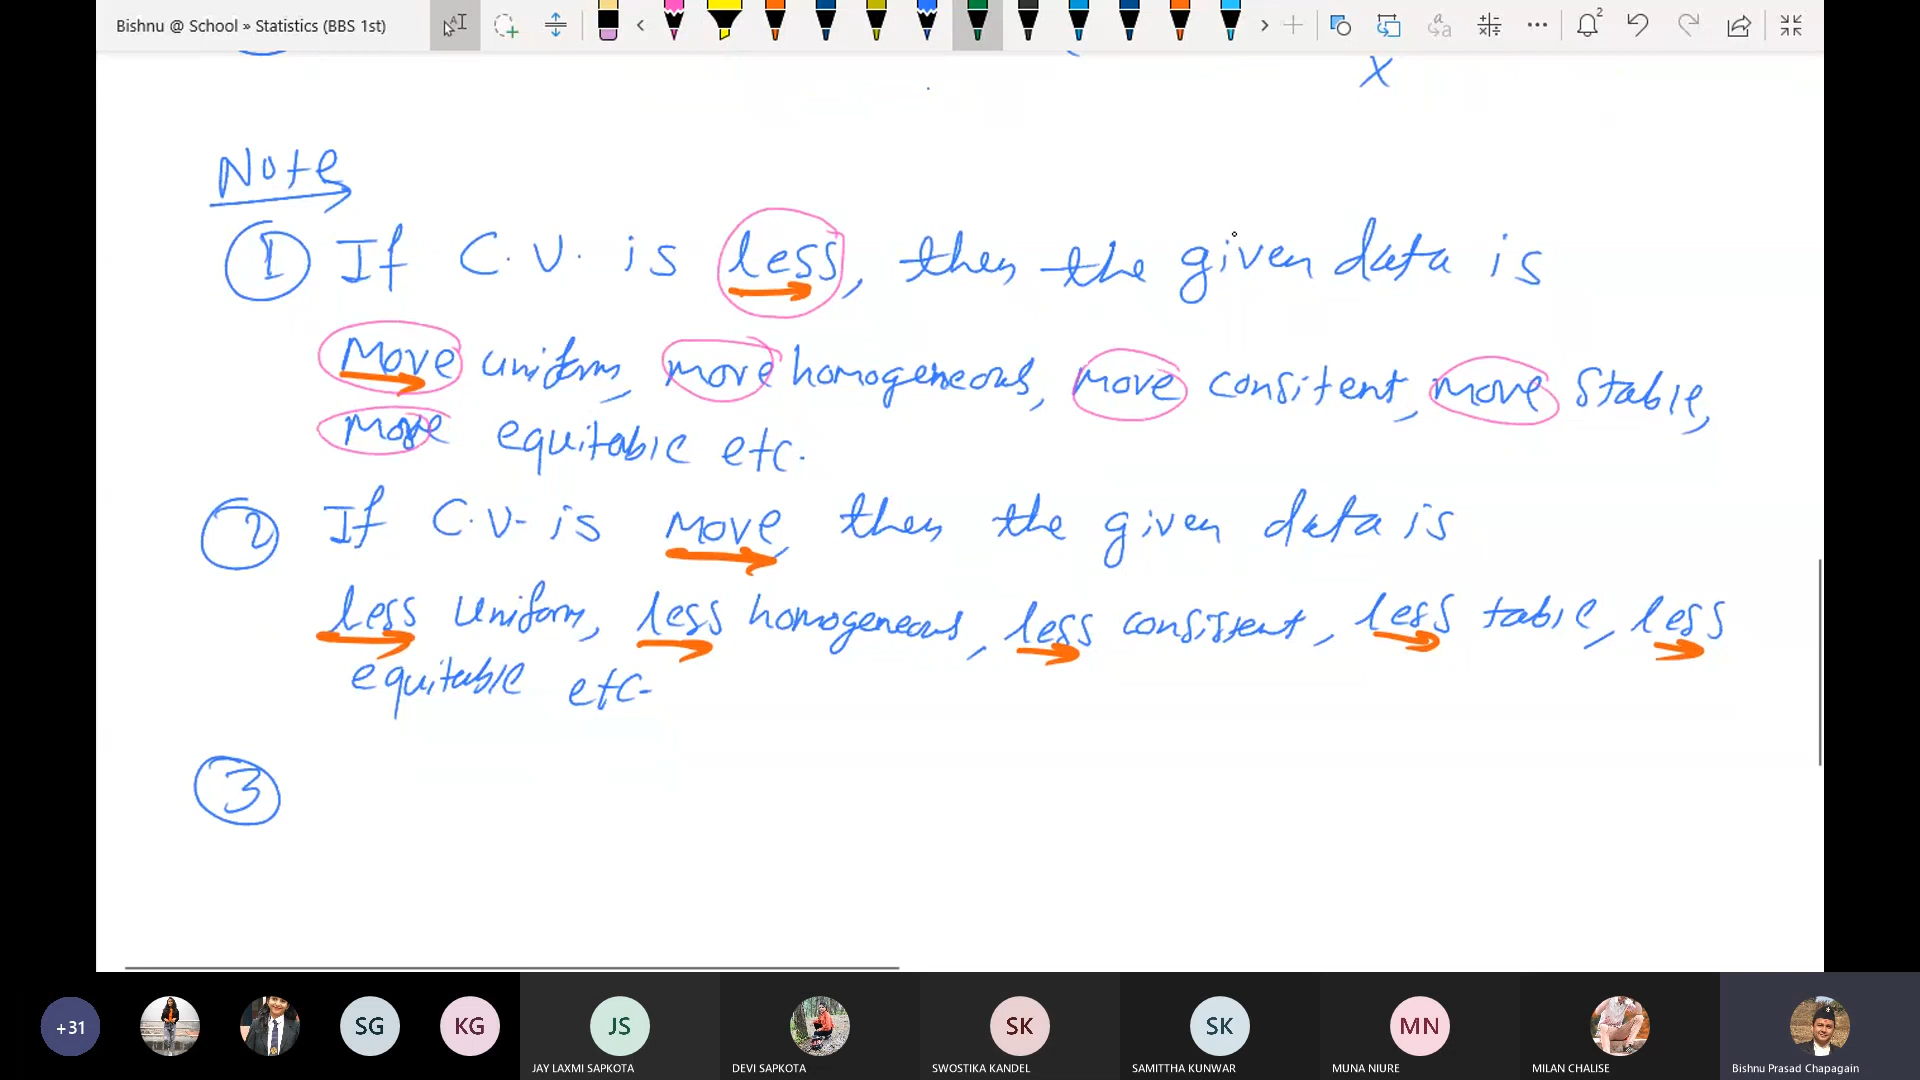 Bishnu @ School » Statistics (BBS 1st)
2
x
Note
① If C.V. is less, then the given data is
More uniform, more homogeneous, more consitent, more stable,
more equitable etc.
② If C.V. is more, then the given data is
less uniform, less homogeneous, less consistent, less table, less
equitable etc.
③
+31
SG
KG
JS
SK
SK
MN
JAY LAXMI SAPKOTA
DEVI SAPKOTA
SWOSTIKA KANDEL
SAMITTHA KUNWAR
MUNA NIURE
MILAN CHALISE
Bishnu Prasad Chapagain